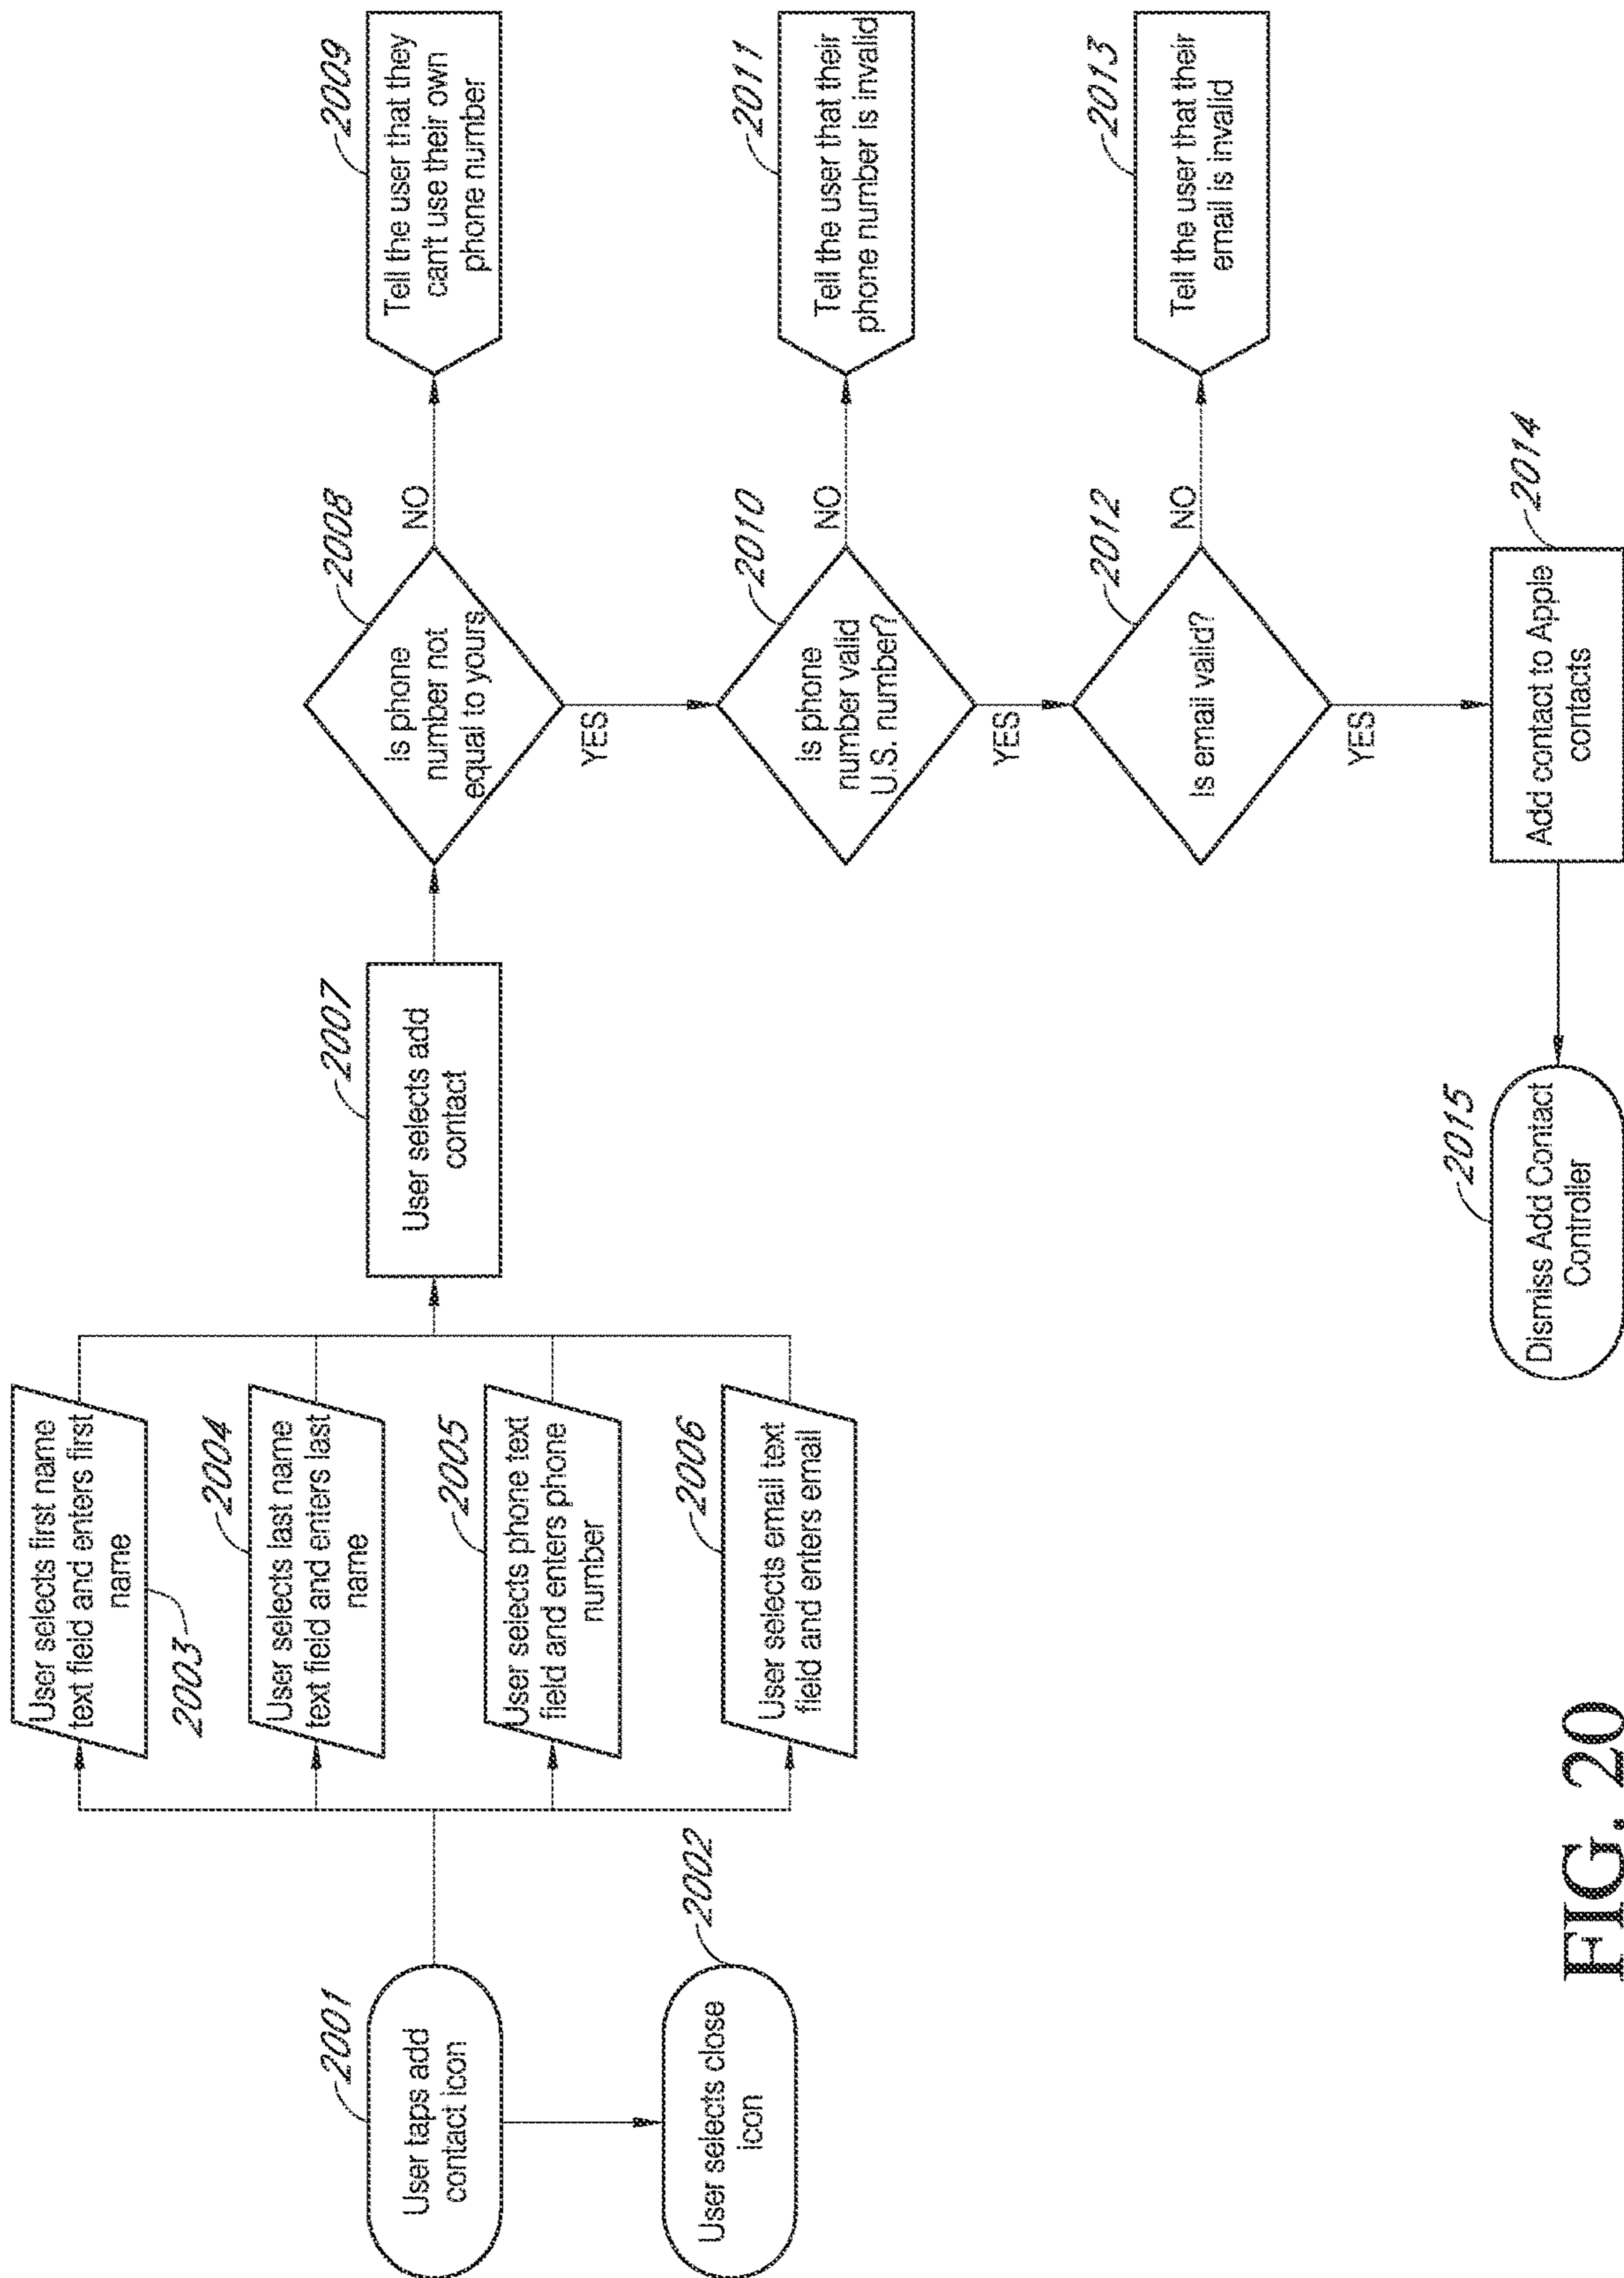 2001
User taps add
contact icon
2002
User selects close
icon
User selects first name
text field and enters first
name
2003
2004
User selects last name
text field and enters last
name
2005
User selects phone text
field and enters phone
number
2006
User selects email text
field and enters email
2007
User selects add
contact
2008
Is phone
number not
equal to yours
NO
YES
2009
Tell the user that they
can't use their own
phone number
2010
Is phone
number valid
U.S. number?
NO
YES
2011
Tell the user that their
phone number is invalid
2012
Is email valid?
NO
YES
2013
Tell the user that their
email is invalid
2014
Add contact to Apple
contacts
2015
Dismiss Add Contact
Controller
FIG. 20